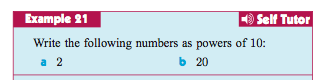 Example 21 Self Tutor
Write the following numbers as powers of 10:
a 2 b 20